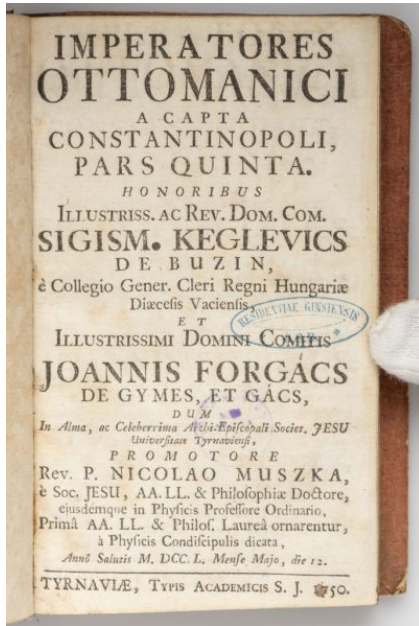 IMPERATORES
OTTOMANICI
A CAPTA
CONSTANTINOPOLI,
PARS QUINTA.
HONORIBUS
ILLUSTRISS. AC REV. DOM. COM.
SIGISM. KEGLEVICS
DE BUZIN,
è Collegio Gener. Cleri Regni Hungariæ
Diæcesis Vaciensis,
ET
ILLUSTRISSIMI DOMINI COMITIS
RESIDENTIAE GINSIENSIS
JOANNIS FORGÁCS
DE GYMES, ET GÁCS,
DUM
In Alma, ac Celeberrima Archi-Episcopali Societ. JESU
Universitate Tyrnaviensi,
PROMOTORE
Rev. P. NICOLAO MUSZKA,
è Soc. JESU, AA. LL. & Philosophiæ Doctore,
ejusdemque in Physicis Professore Ordinario,
Primâ AA. LL. & Philos. Laureâ ornarentur,
à Physicis Condiscipulis dicata,
Annô Salutis M. DCC. L. Mense Majo, die 12.
TYRNAVIÆ, TYPIS ACADEMICIS S. J. 1750.